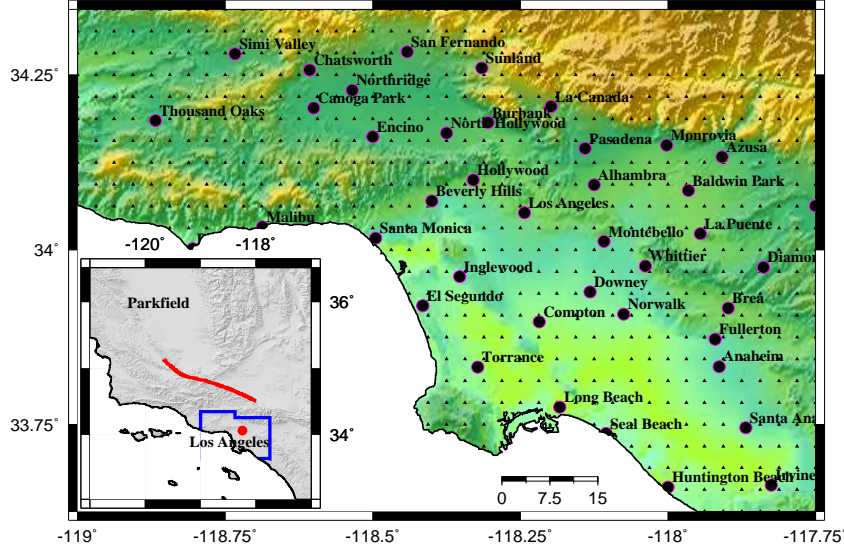 Simi Valley
San Fernando
Chatsworth
Sunland
34.25°
Northridge
Canoga Park
La Canada
Thousand Oaks
Burbank
North Hollywood
Encino
Pasadena
Monrovia
Azusa
Hollywood
Alhambra
Baldwin Park
Beverly Hills
Los Angeles
Malibu
Santa Monica
Montebello
La Puente
34°
-120° -118°
Whittier
Diamon
Inglewood
Downey
El Segundo
Parkfield
36°
Compton
Norwalk
Brea
Fullerton
Torrance
Anaheim
Long Beach
33.75°
Los Angeles
34°
Seal Beach
Santa Ana
Huntington Beach
Irvine
0 7.5 15
-119° -118.75° -118.5° -118.25° -118° -117.75°